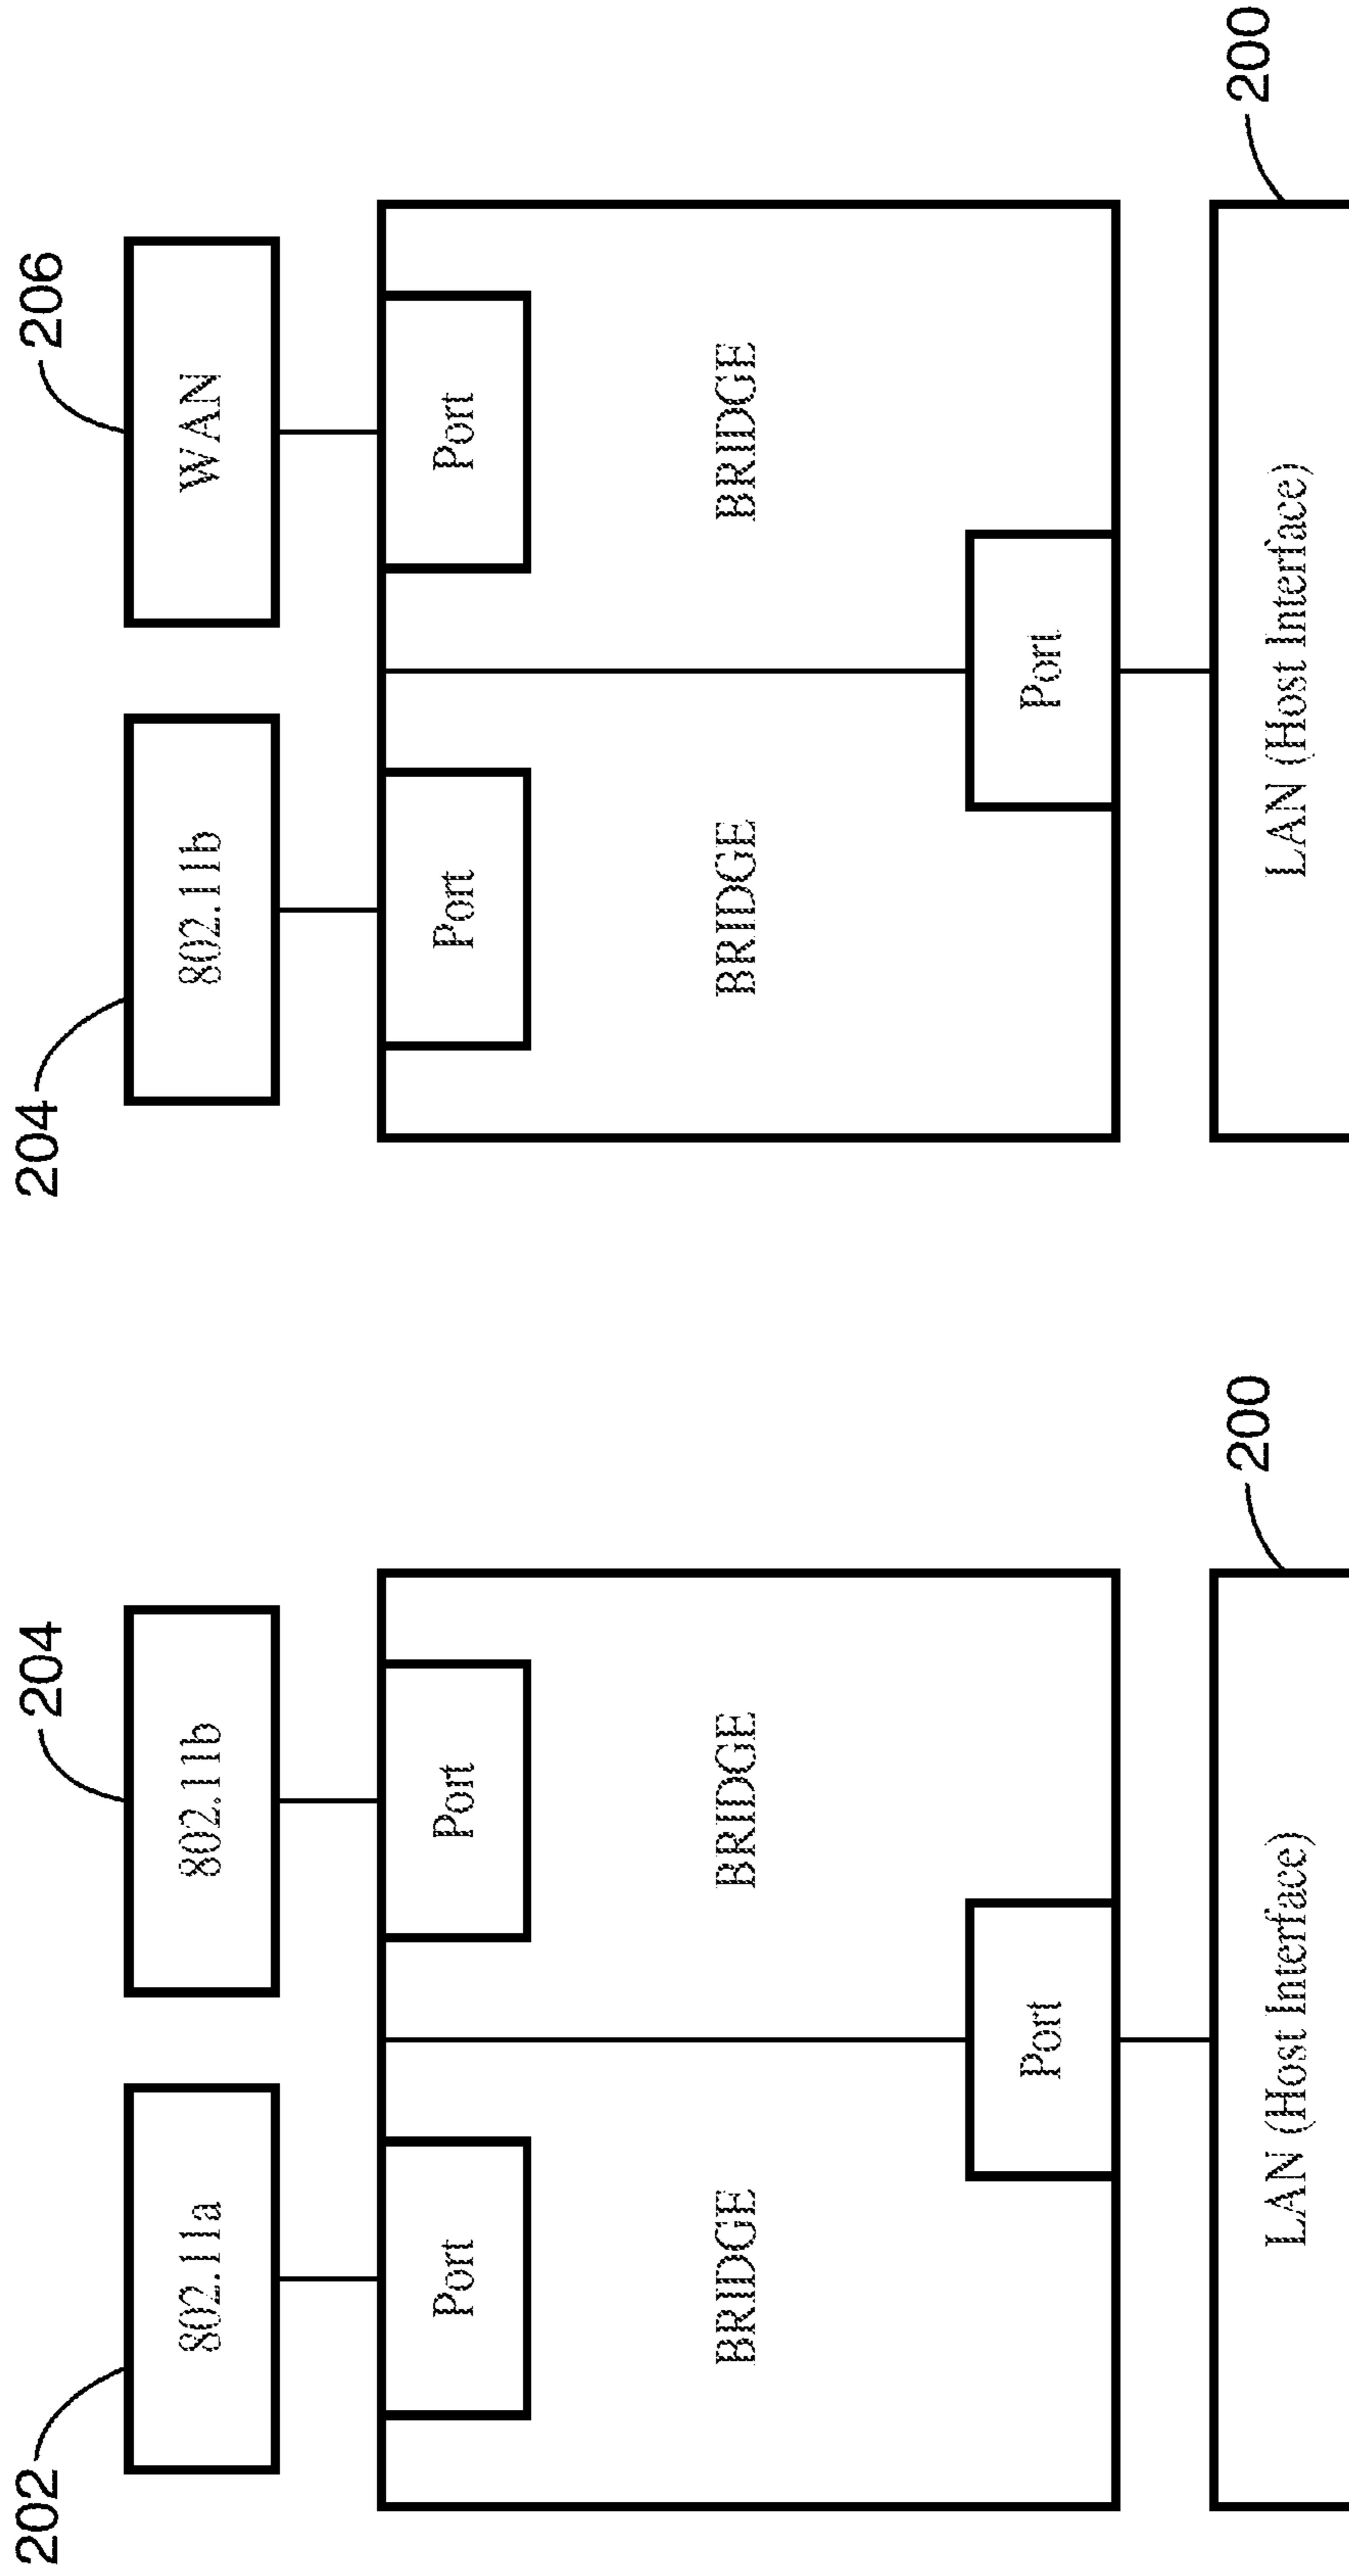 202
802.11a
Port
BRIDGE
204
802.11b
Port
BRIDGE
Port
LAN (Host Interface)
200
204
802.11b
Port
BRIDGE
206
WAN
Port
BRIDGE
Port
LAN (Host Interface)
200